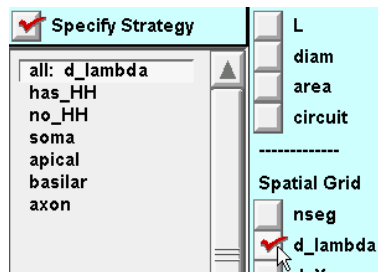 Specify Strategy
all: d_lambda
has_HH
no_HH
soma
apical
basilar
axon
L
diam
area
circuit
-------------
Spatial Grid
nseg
d_lambda